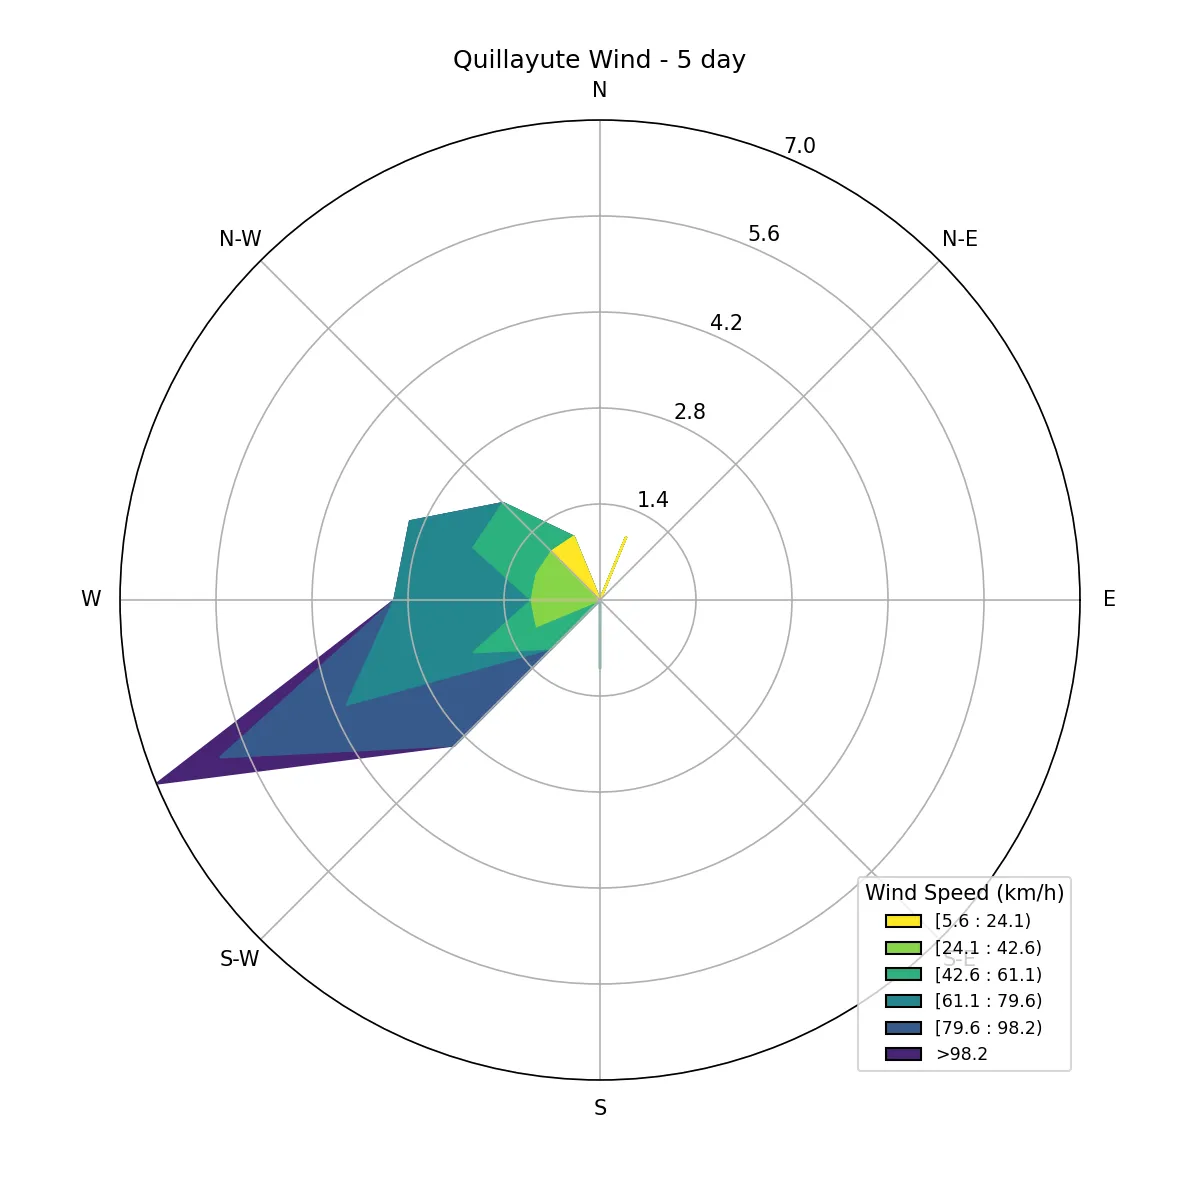 Quillayute Wind - 5 day
N
7.0
N-W
5.6
N-E
4.2
2.8
1.4
W
E
S-W
S-E
S
Wind Speed (km/h)
[5.6 : 24.1)
[24.1 : 42.6)
[42.6 : 61.1)
[61.1 : 79.6)
[79.6 : 98.2)
>98.2